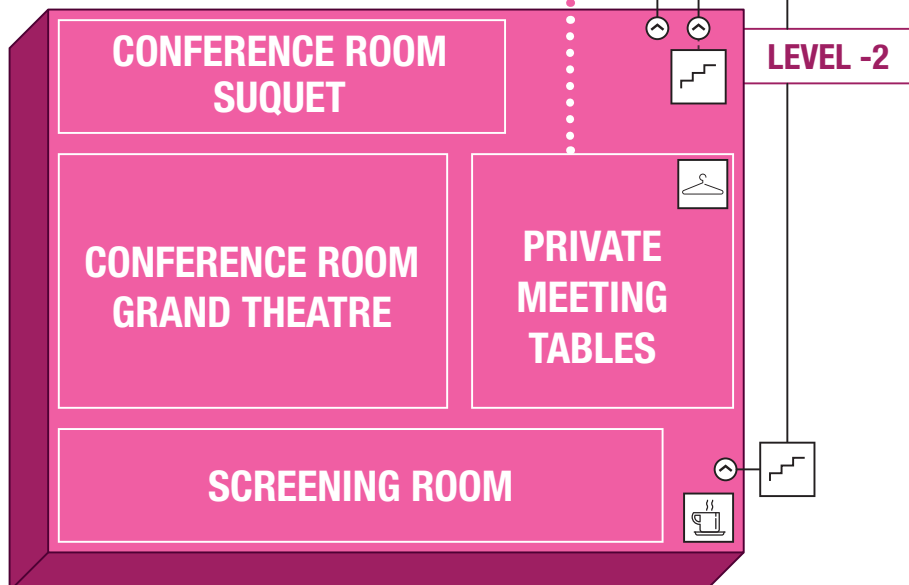 CONFERENCE ROOM
SUQUET
LEVEL -2
CONFERENCE ROOM
GRAND THEATRE
PRIVATE
MEETING
TABLES
SCREENING ROOM